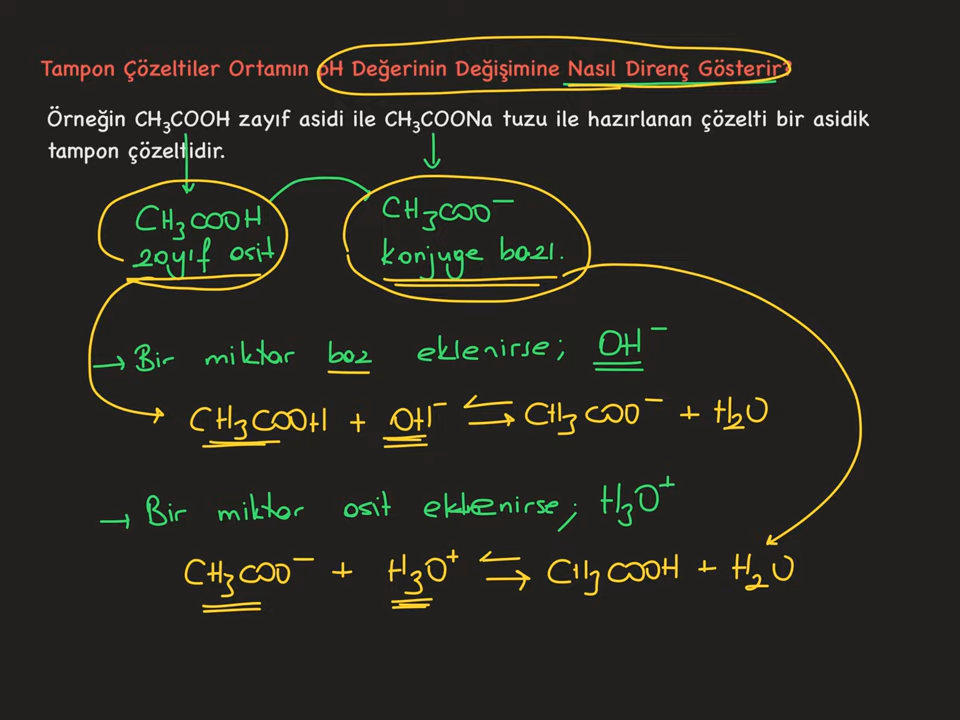 Tampon Çözeltiler Ortamın pH Değerinin Değişimine Nasıl Direnç Gösterir?
Örneğin CH₃COOH zayıf asidi ile CH₃COONa tuzu ile hazırlanan çözelti bir asidik
tampon çözeltidir.
CH₃COOH CH₃COO⁻
zayıf asit konjuge bazı.
→ Bir miktar baz eklenirse; OH⁻
CH₃COOH + OH⁻ ⇌ CH₃COO⁻ + H₂O
→ Bir miktar asit eklenirse; H₃O⁺
CH₃COO⁻ + H₃O⁺ ⇌ CH₃COOH + H₂O